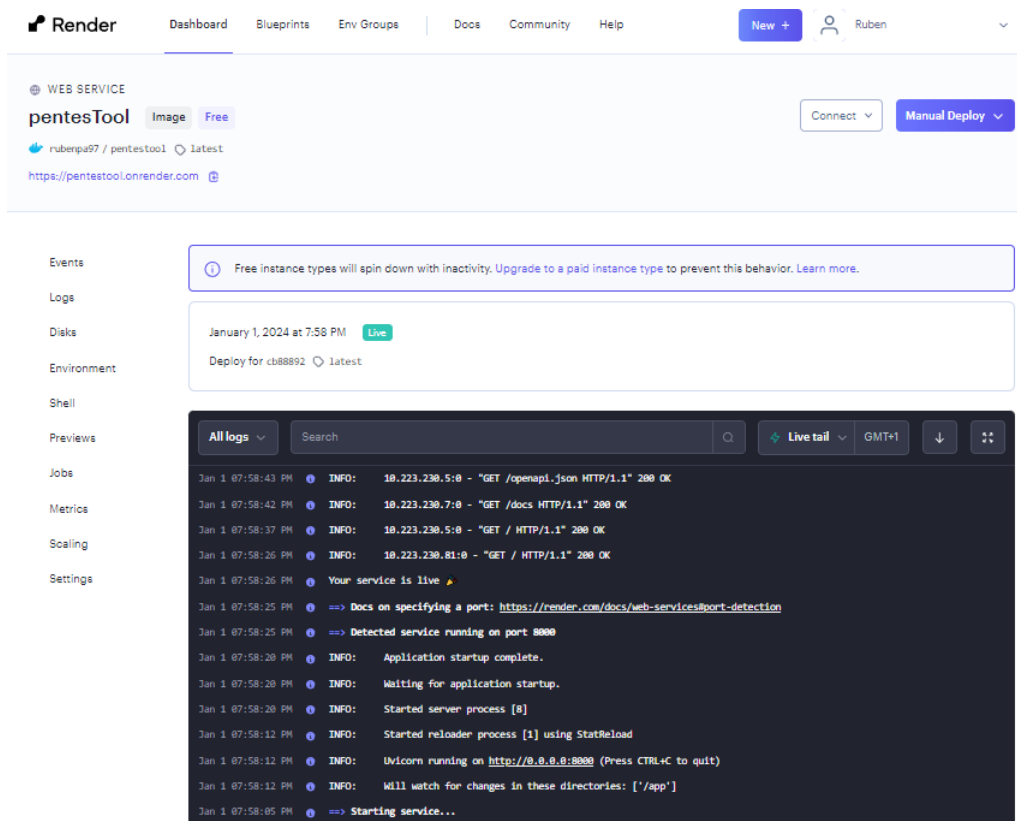 Render Dashboard Blueprints Env Groups Docs Community Help New + Ruben
WEB SERVICE
pentesTool Image Free
Connect Manual Deploy
rubenpa97 / pentestool latest
https://pentestool.onrender.com
Events
Logs
Disks
Environment
Shell
Previews
Jobs
Metrics
Scaling
Settings
Free instance types will spin down with inactivity. Upgrade to a paid instance type to prevent this behavior. Learn more.
January 1, 2024 at 7:58 PM Live
Deploy for cb88892 latest
All logs Search Live tail GMT+1
Jan 1 07:58:43 PM INFO: 10.223.230.5:0 - "GET /openapi.json HTTP/1.1" 200 OK
Jan 1 07:58:42 PM INFO: 10.223.230.7:0 - "GET /docs HTTP/1.1" 200 OK
Jan 1 07:58:37 PM INFO: 10.223.230.5:0 - "GET / HTTP/1.1" 200 OK
Jan 1 07:58:26 PM INFO: 10.223.230.81:0 - "GET / HTTP/1.1" 200 OK
Jan 1 07:58:26 PM Your service is live 🎉
Jan 1 07:58:25 PM ==> Docs on specifying a port: https://render.com/docs/web-services#port-detection
Jan 1 07:58:25 PM ==> Detected service running on port 8000
Jan 1 07:58:20 PM INFO: Application startup complete.
Jan 1 07:58:20 PM INFO: Waiting for application startup.
Jan 1 07:58:20 PM INFO: Started server process [8]
Jan 1 07:58:12 PM INFO: Started reloader process [1] using StatReload
Jan 1 07:58:12 PM INFO: Uvicorn running on http://0.0.0.0:8000 (Press CTRL+C to quit)
Jan 1 07:58:12 PM INFO: Will watch for changes in these directories: ['/app']
Jan 1 07:58:05 PM ==> Starting service...